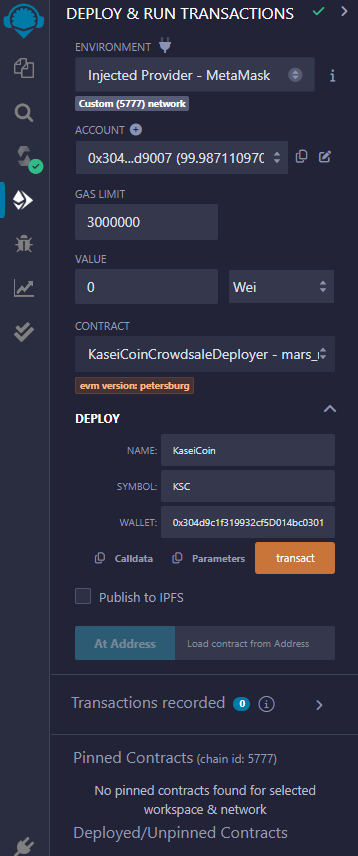 DEPLOY & RUN TRANSACTIONS
ENVIRONMENT
Injected Provider - MetaMask
Custom (5777) network
ACCOUNT
0x304...d9007 (99.987110970
GAS LIMIT
3000000
VALUE
0 Wei
CONTRACT
KaseiCoinCrowdsaleDeployer - mars_
evm version: petersburg
DEPLOY
NAME: KaseiCoin
SYMBOL: KSC
WALLET: 0x304d9c1f319932cf5D014bc0301
Calldata Parameters transact
Publish to IPFS
At Address Load contract from Address
Transactions recorded 0 i
Pinned Contracts (chain id: 5777)
No pinned contracts found for selected
workspace & network
Deployed/Unpinned Contracts